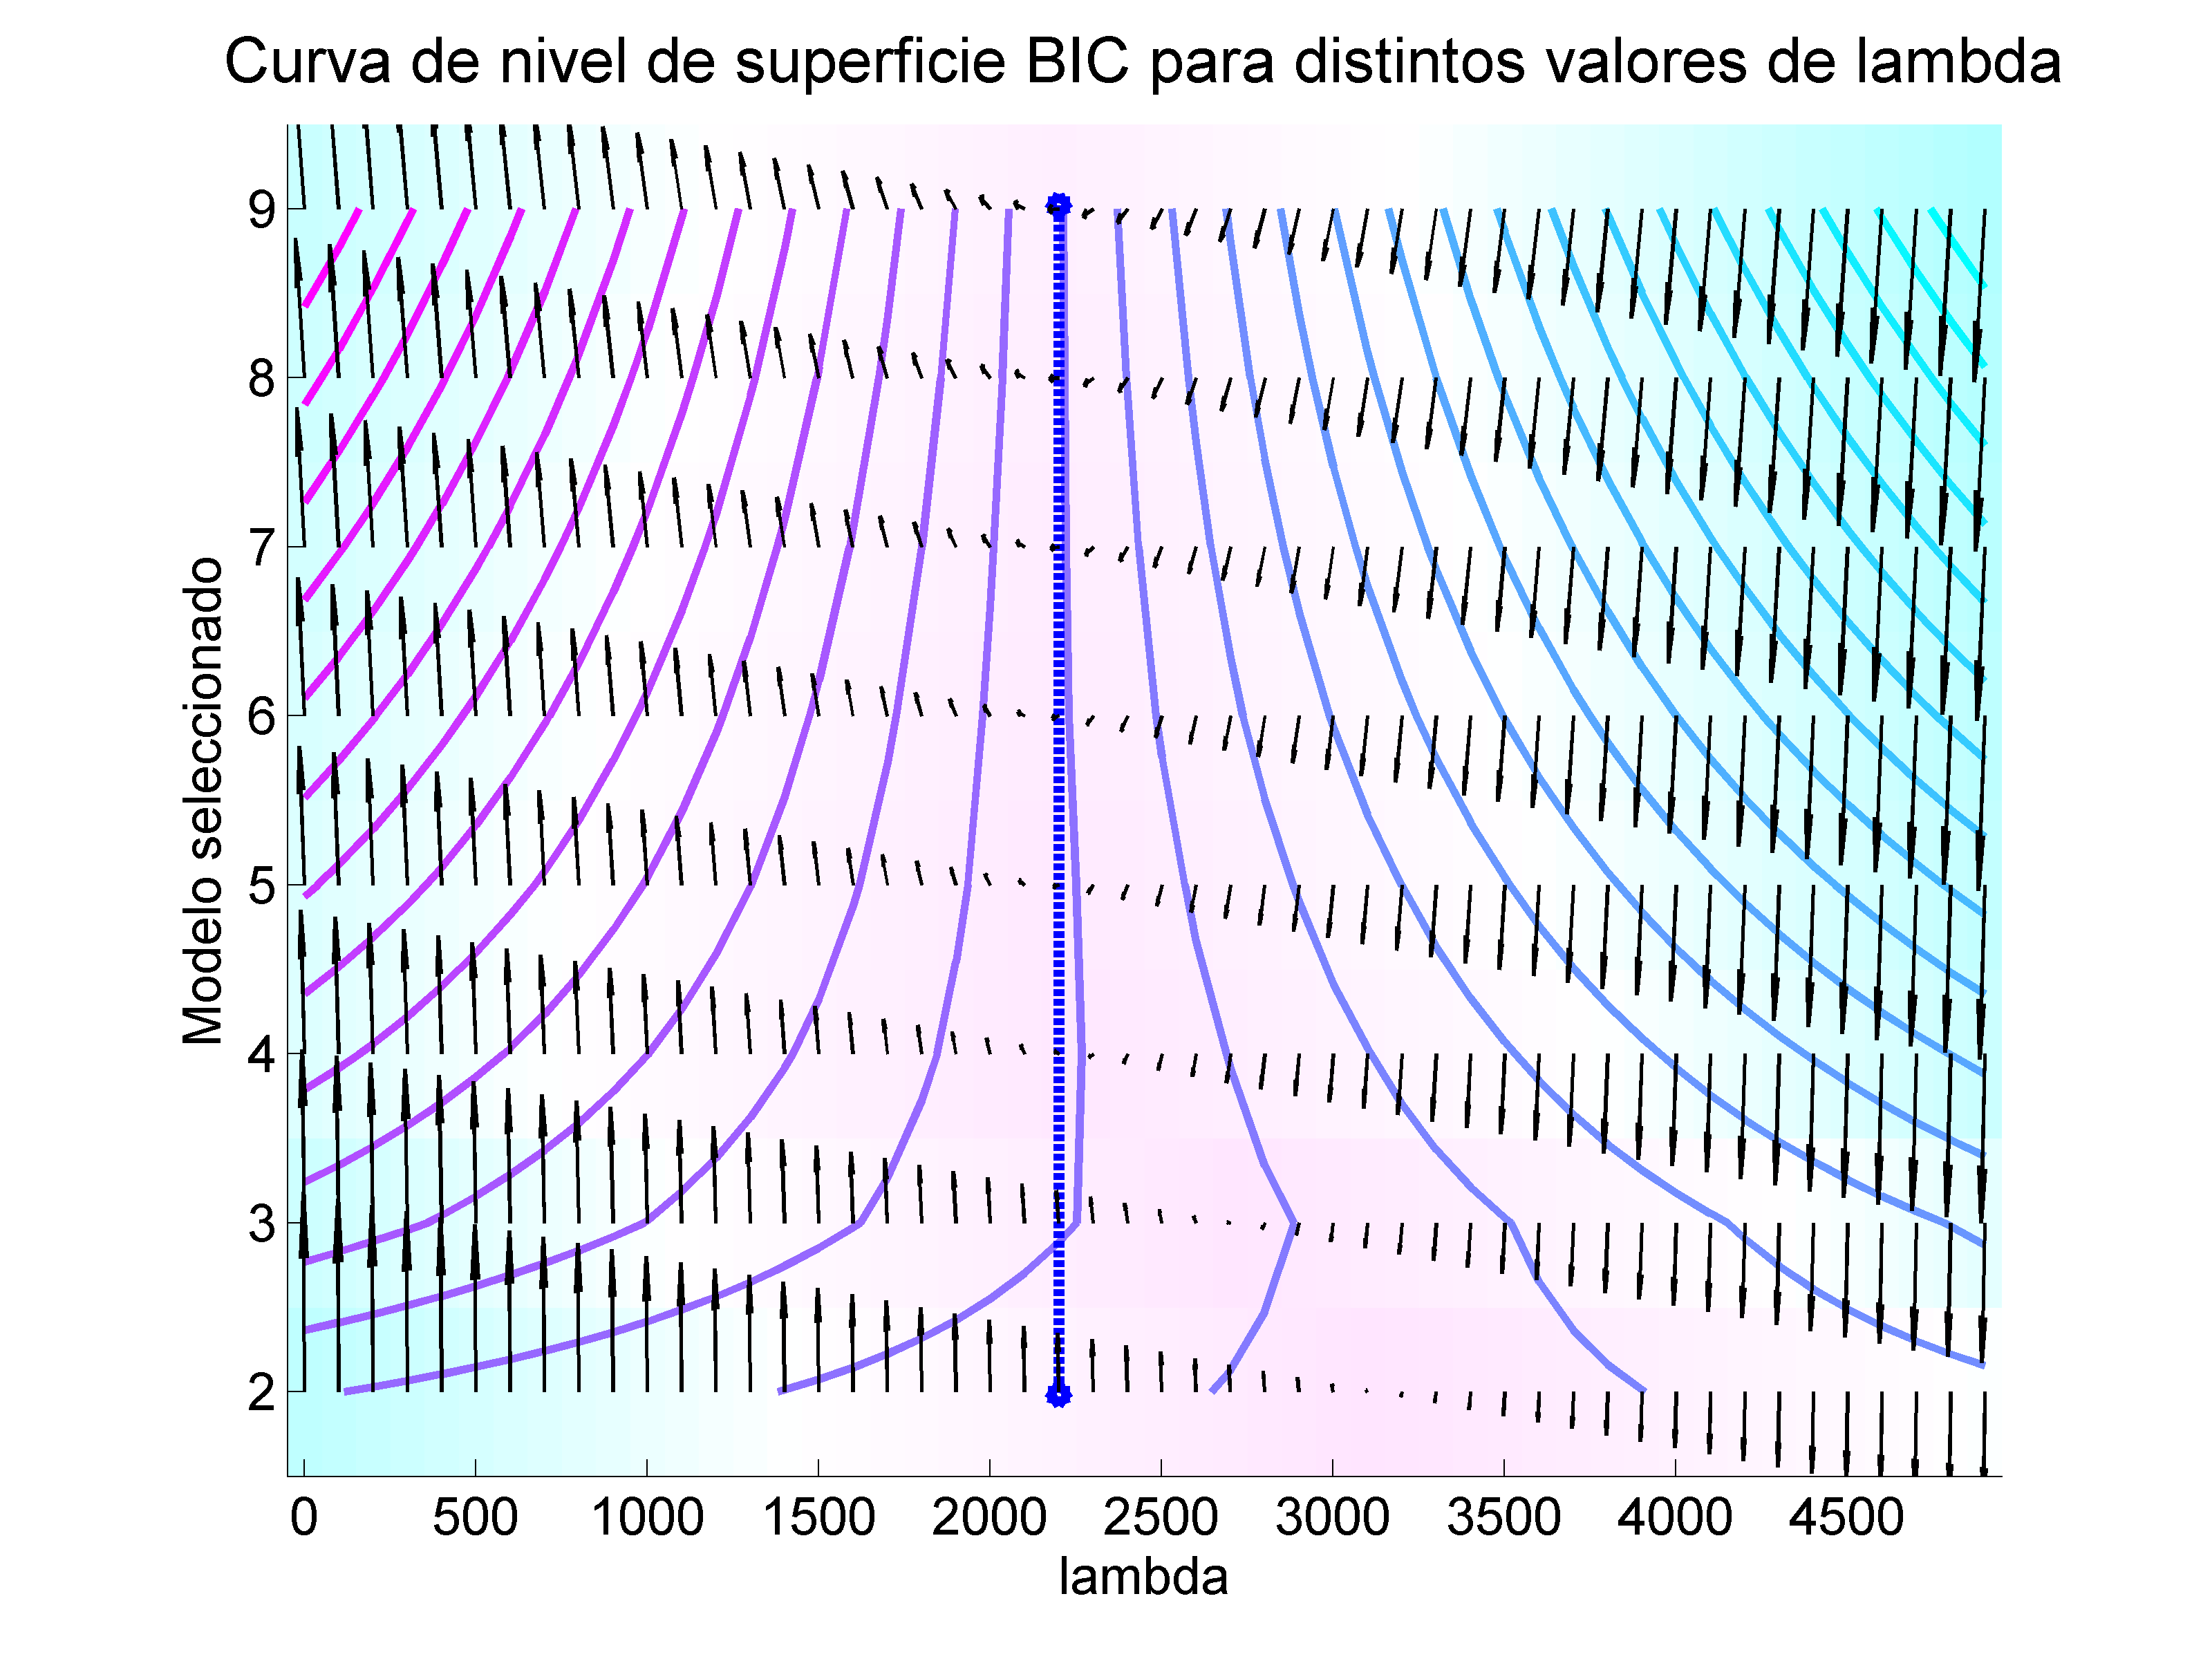 Curva de nivel de superficie BIC para distintos valores de lambda
Modelo seleccionado
9
8
7
6
5
4
3
2
0 500 1000 1500 2000 2500 3000 3500 4000 4500
lambda